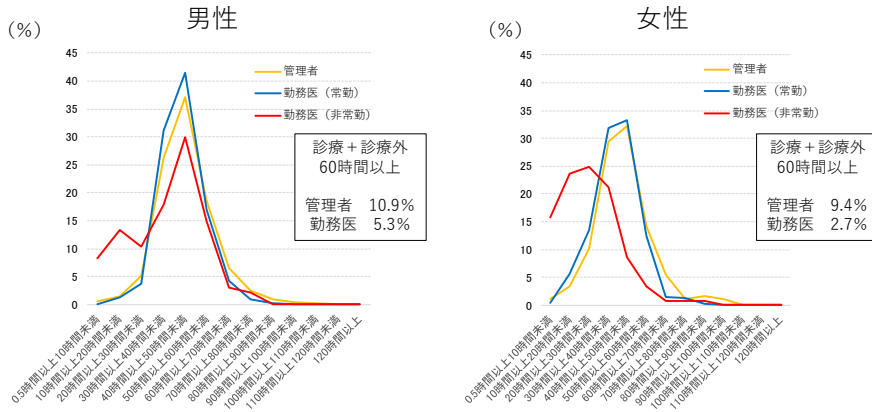 男性
（%）
45
40
35
30
25
20
15
10
5
0
管理者
勤務医（常勤）
勤務医（非常勤）
診療＋診療外
60時間以上
管理者 10.9%
勤務医 5.3%
0.5時間以上10時間未満
10時間以上20時間未満
20時間以上30時間未満
30時間以上40時間未満
40時間以上50時間未満
50時間以上60時間未満
60時間以上70時間未満
70時間以上80時間未満
80時間以上90時間未満
90時間以上100時間未満
100時間以上110時間未満
110時間以上120時間未満
120時間以上
女性
（%）
45
40
35
30
25
20
15
10
5
0
管理者
勤務医（常勤）
勤務医（非常勤）
診療＋診療外
60時間以上
管理者 9.4%
勤務医 2.7%
0.5時間以上10時間未満
10時間以上20時間未満
20時間以上30時間未満
30時間以上40時間未満
40時間以上50時間未満
50時間以上60時間未満
60時間以上70時間未満
70時間以上80時間未満
80時間以上90時間未満
90時間以上100時間未満
100時間以上110時間未満
110時間以上120時間未満
120時間以上